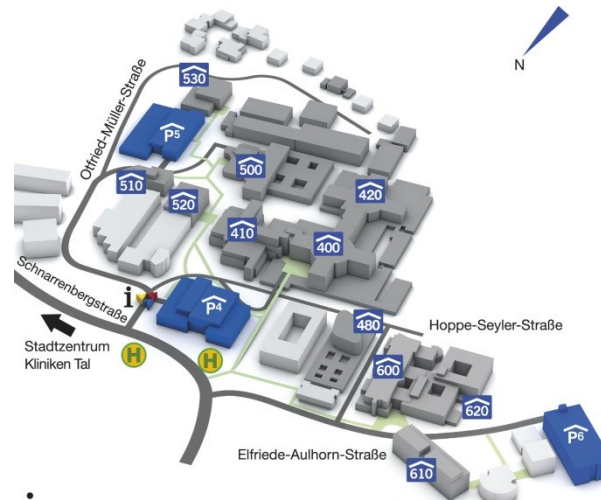 N
530
Otfried-Müller-Straße
P5
500
510
420
520
410
400
Schnarrenbergstraße
i
P4
480
Hoppe-Seyler-Straße
Stadtzentrum
Kliniken Tal
H
H
600
620
P6
Elfriede-Aulhorn-Straße
610